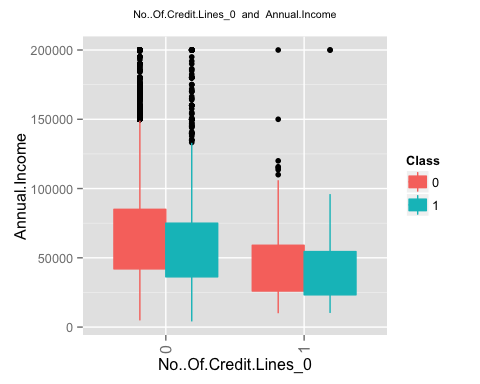 No..Of.Credit.Lines_0 and Annual.Income
200000
150000
100000
50000
0
Annual.Income
0
1
No..Of.Credit.Lines_0
Class
0
1